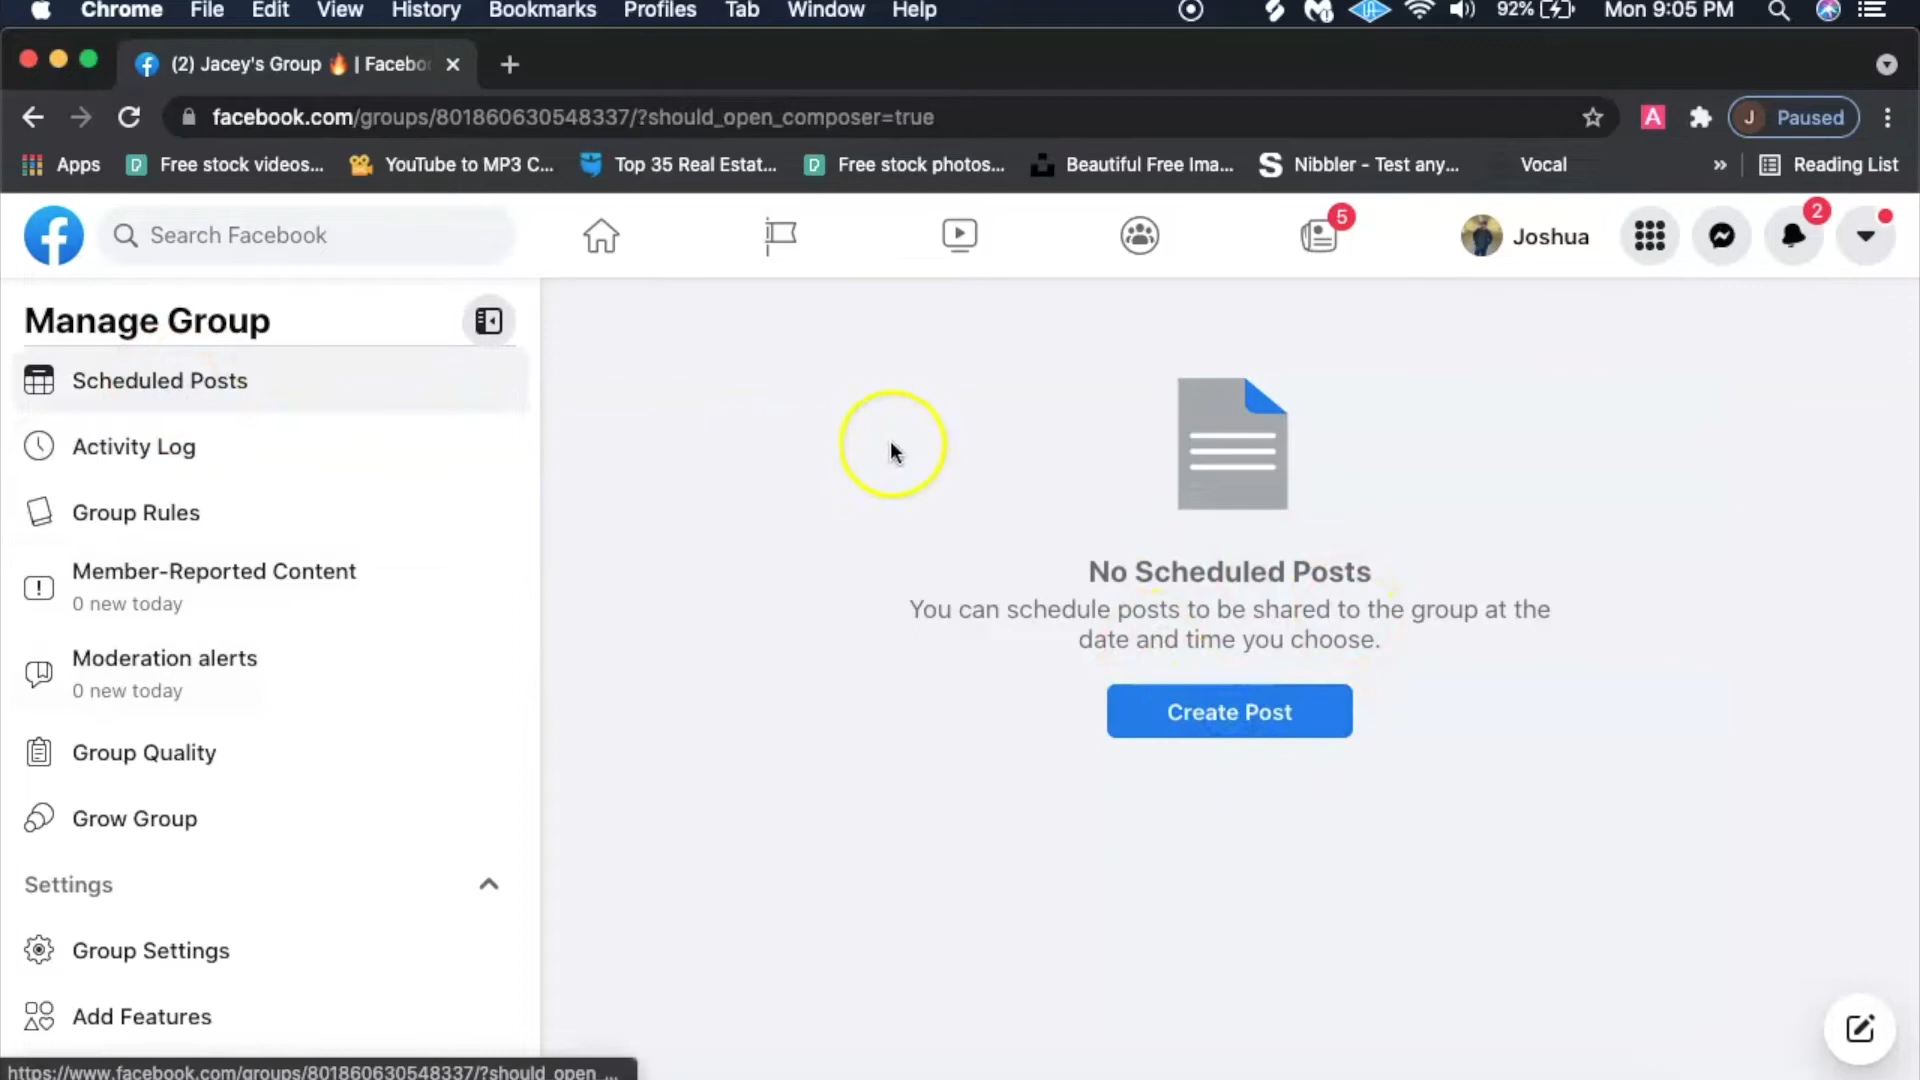 Chrome File Edit View History Bookmarks Profiles Tab Window Help 92% Mon 9:05 PM
(2) Jacey's Group 🔥 | Facebo
facebook.com/groups/801860630548337/?should_open_composer=true A J Paused
Apps D Free stock videos... YouTube to MP3 C... Top 35 Real Estat... D Free stock photos... Beautiful Free Ima... S Nibbler - Test any... Vocal » Reading List
Search Facebook 5 Joshua 2
Manage Group
Scheduled Posts
Activity Log
Group Rules
Member-Reported Content
0 new today
Moderation alerts
0 new today
Group Quality
Grow Group
Settings
Group Settings
Add Features
No Scheduled Posts
You can schedule posts to be shared to the group at the
date and time you choose.
Create Post
https://www.facebook.com/groups/801860630548337/?should_open_...